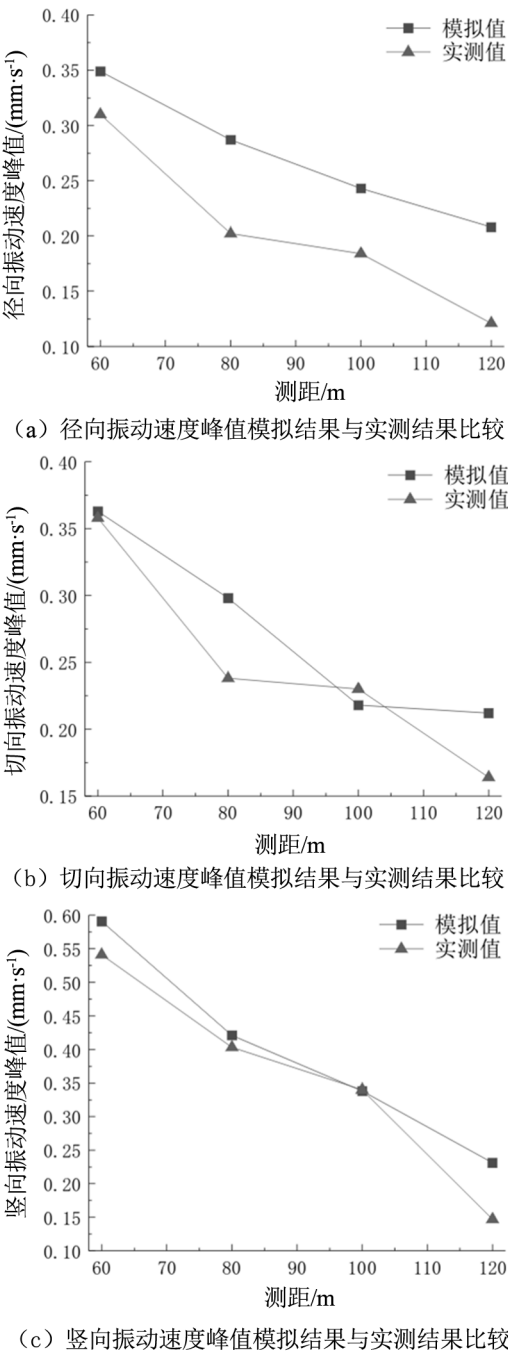 径向振动速度峰值/(mm·s⁻¹)
0.40
0.35
0.30
0.25
0.20
0.15
0.10
模拟值
实测值
60 70 80 90 100 110 120
测距/m
（a）径向振动速度峰值模拟结果与实测结果比较
切向振动速度峰值/(mm·s⁻¹)
0.40
0.35
0.30
0.25
0.20
0.15
模拟值
实测值
60 70 80 90 100 110 120
测距/m
（b）切向振动速度峰值模拟结果与实测结果比较
竖向振动速度峰值/(mm·s⁻¹)
0.60
0.55
0.50
0.45
0.40
0.35
0.30
0.25
0.20
0.15
0.10
模拟值
实测值
60 70 80 90 100 110 120
测距/m
（c）竖向振动速度峰值模拟结果与实测结果比较